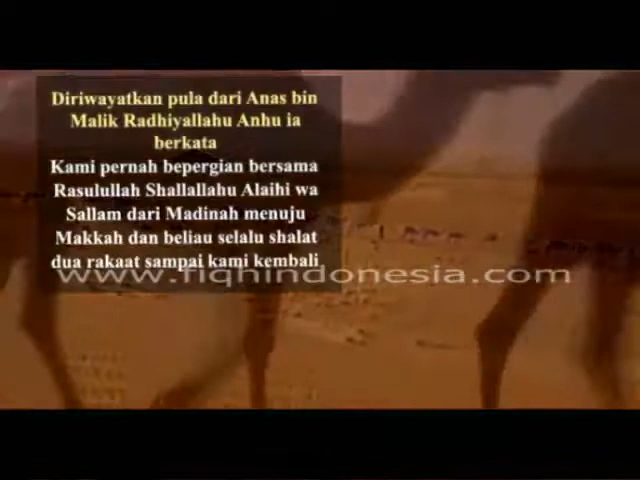 Diriwayatkan pula dari Anas bin
Malik Radhiyallahu Anhu ia
berkata
Kami pernah bepergian bersama
Rasulullah Shallallahu Alaihi wa
Sallam dari Madinah menuju
Makkah dan beliau selalu shalat
dua rakaat sampai kami kembali
www.fiqhindonesia.com